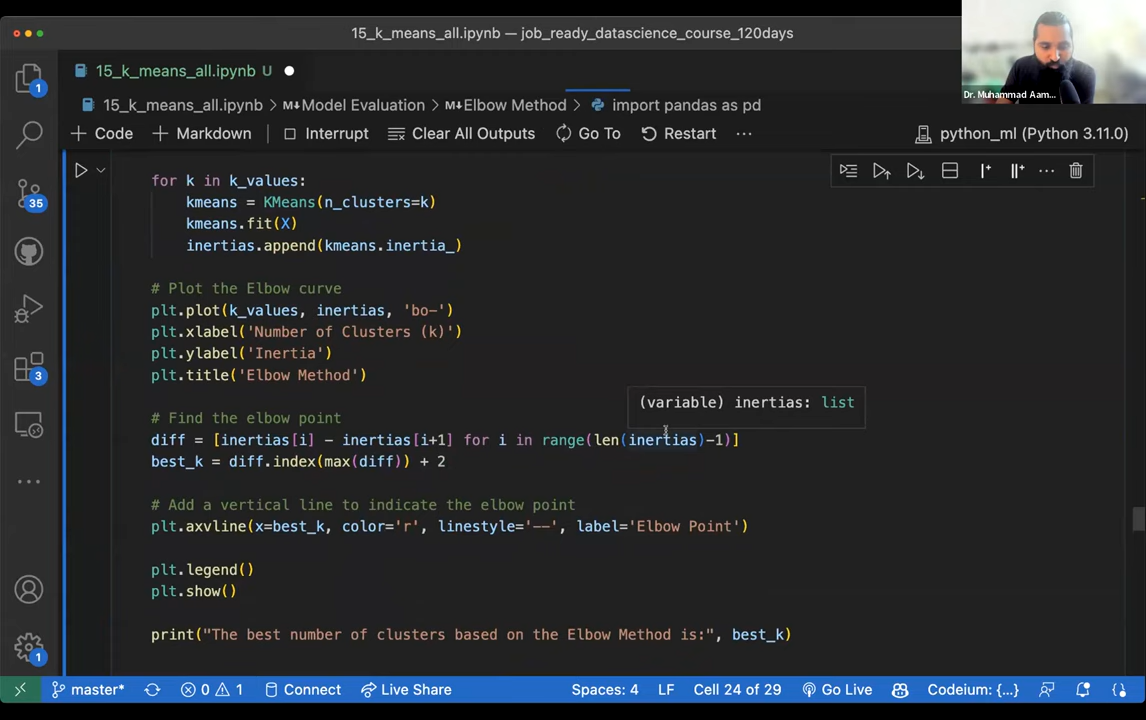 15_k_means_all.ipynb — job_ready_datascience_course_120days
Dr. Muhammad Aam...
15_k_means_all.ipynb U
15_k_means_all.ipynb > M↓Model Evaluation > M↓Elbow Method > import pandas as pd
+ Code + Markdown Interrupt Clear All Outputs Go To Restart ... python_ml (Python 3.11.0)
for k in k_values:
    kmeans = KMeans(n_clusters=k)
    kmeans.fit(X)
    inertias.append(kmeans.inertia_)
# Plot the Elbow curve
plt.plot(k_values, inertias, 'bo-')
plt.xlabel('Number of Clusters (k)')
plt.ylabel('Inertia')
plt.title('Elbow Method')
(variable) inertias: list
# Find the elbow point
diff = [inertias[i] - inertias[i+1] for i in range(len(inertias)-1)]
best_k = diff.index(max(diff)) + 2
# Add a vertical line to indicate the elbow point
plt.axvline(x=best_k, color='r', linestyle='--', label='Elbow Point')
plt.legend()
plt.show()
print("The best number of clusters based on the Elbow Method is:", best_k)
1
35
3
1
master* 0 1 Connect Live Share Spaces: 4 LF Cell 24 of 29 Go Live Codeium: {...}